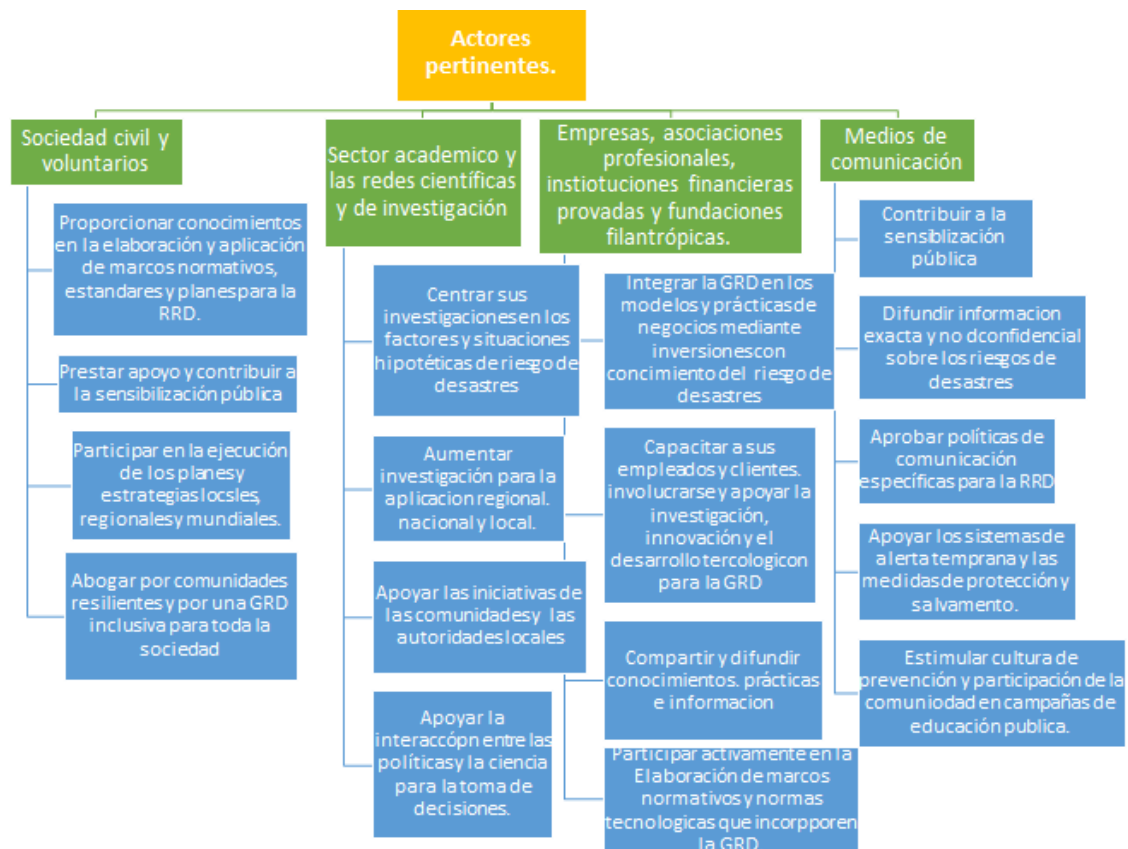 Actores
pertinentes.
Sociedad civil y
voluntarios
Proporcionar conocimientos
en la elaboración y aplicación
de marcos normativos,
estandares y planes para la
RRD.
Prestar apoyo y contribuir a
la sensibilización pública
Participar en la ejecución
de los planes y
estrategias locsles,
regionales y mundiales.
Abogar por comunidades
resilientes y por una GRD
inclusiva para toda la
sociedad
Sector academico y
las redes científicas
y de investigación
Centrar sus
investigaciones en los
factores y situaciones
hipotéticas de riesgo de
desastres
Aumentar
investigación para la
aplicacion regional.
nacional y local.
Apoyar las iniciativas de
las comunidades y las
autoridades locales
Apoyar la
interaccópn entre las
políticas y la ciencia
para la toma de
decisiones.
Empresas, asociaciones
profesionales,
instiotuciones financieras
provadas y fundaciones
filantrópicas.
Integrar la GRD en los
modelos y prácticas de
negocios mediante
inversiones con
concimiento del riesgo de
desastres
Capacitar a sus
empleados y clientes.
involucrarse y apoyar la
investigación,
innovación y el
desarrollo tercologicon
para la GRD
Compartir y difundir
conocimientos. prácticas
e informacion
Participar activamente en la
Elaboración de marcos
normativos y normas
tecnologicas que incorpporen
la GRD
Medios de
comunicación
Contribuir a la
sensiblización
pública
Difundir informacion
exacta y no dconfidencial
sobre los riesgos de
desastres
Aprobar políticas de
comunicación
específicas para la RRD
Apoyar los sistemas de
alerta temprana y las
medidas de protección y
salvamento.
Estimular cultura de
prevención y participación de la
comuniodad en campañas de
educación publica.